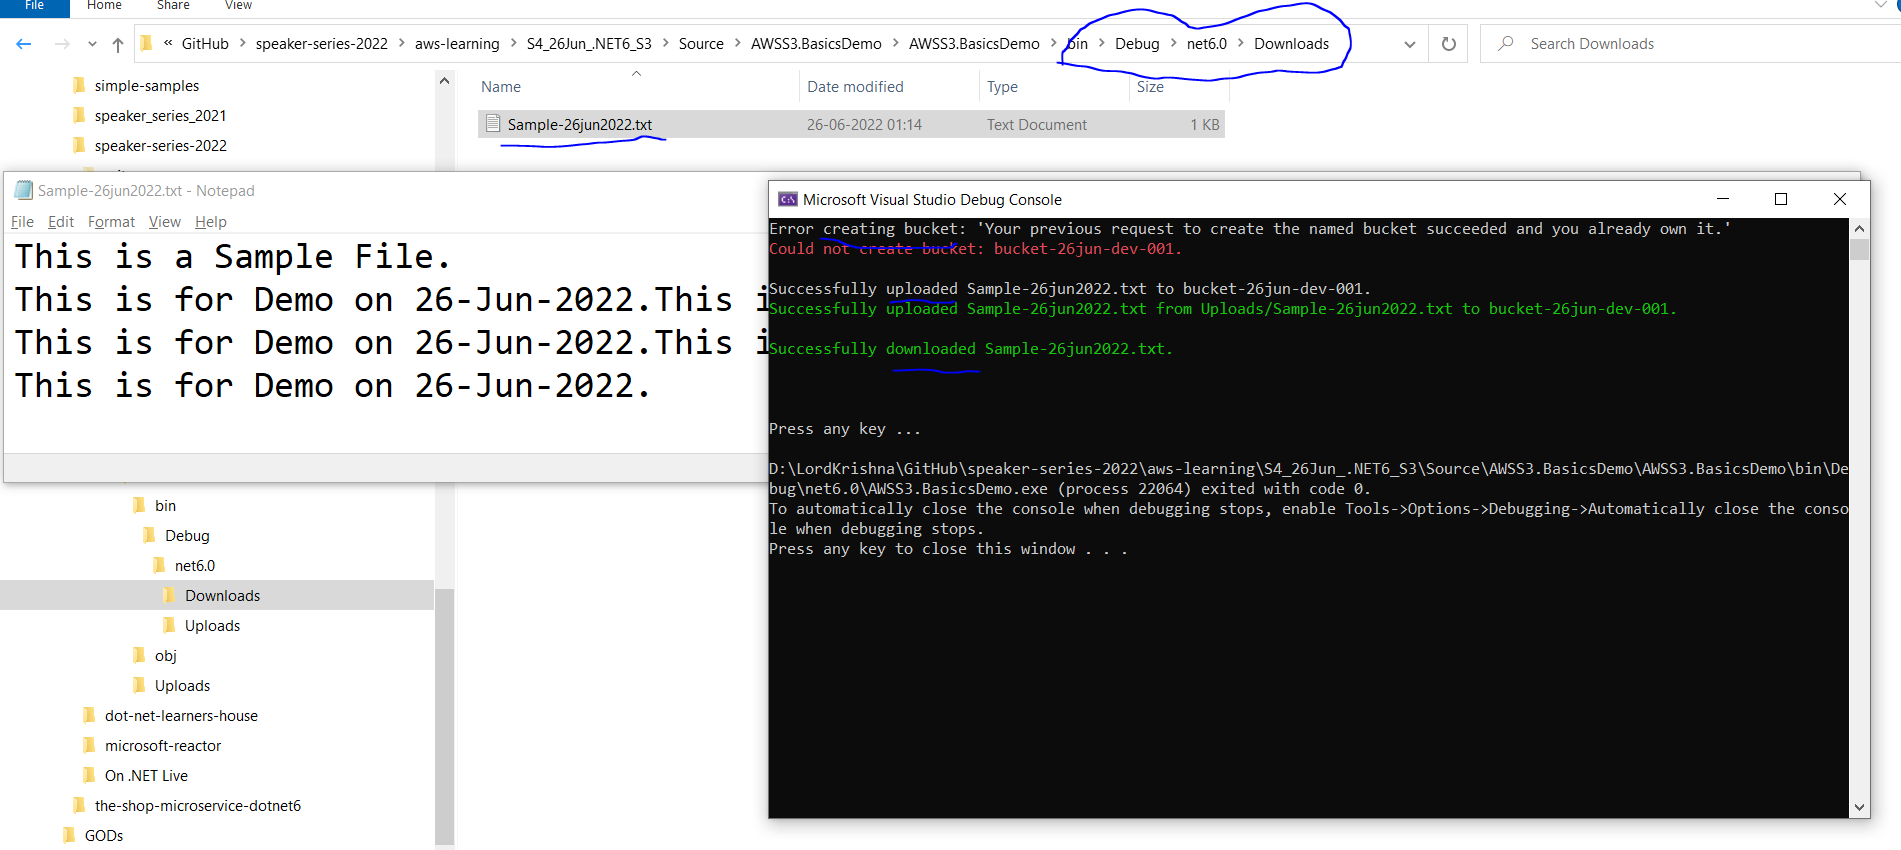 File Home Share View
« GitHub > speaker-series-2022 > aws-learning > S4_26Jun_.NET6_S3 > Source > AWSS3.BasicsDemo > AWSS3.BasicsDemo > bin > Debug > net6.0 > Downloads
Search Downloads
Name Date modified Type Size
Sample-26jun2022.txt 26-06-2022 01:14 Text Document 1 KB
simple-samples
speaker_series_2021
speaker-series-2022
Sample-26jun2022.txt - Notepad
File Edit Format View Help
This is a Sample File.
This is for Demo on 26-Jun-2022.This i
This is for Demo on 26-Jun-2022.This i
This is for Demo on 26-Jun-2022.
bin
Debug
net6.0
Downloads
Uploads
obj
Uploads
dot-net-learners-house
microsoft-reactor
On .NET Live
the-shop-microservice-dotnet6
GODs
C:\ Microsoft Visual Studio Debug Console
Error creating bucket: 'Your previous request to create the named bucket succeeded and you already own it.'
Could not create bucket: bucket-26jun-dev-001.
Successfully uploaded Sample-26jun2022.txt to bucket-26jun-dev-001.
Successfully uploaded Sample-26jun2022.txt from Uploads/Sample-26jun2022.txt to bucket-26jun-dev-001.
Successfully downloaded Sample-26jun2022.txt.
Press any key ...
D:\LordKrishna\GitHub\speaker-series-2022\aws-learning\S4_26Jun_.NET6_S3\Source\AWSS3.BasicsDemo\AWSS3.BasicsDemo\bin\De
bug\net6.0\AWSS3.BasicsDemo.exe (process 22064) exited with code 0.
To automatically close the console when debugging stops, enable Tools->Options->Debugging->Automatically close the conso
le when debugging stops.
Press any key to close this window . . .